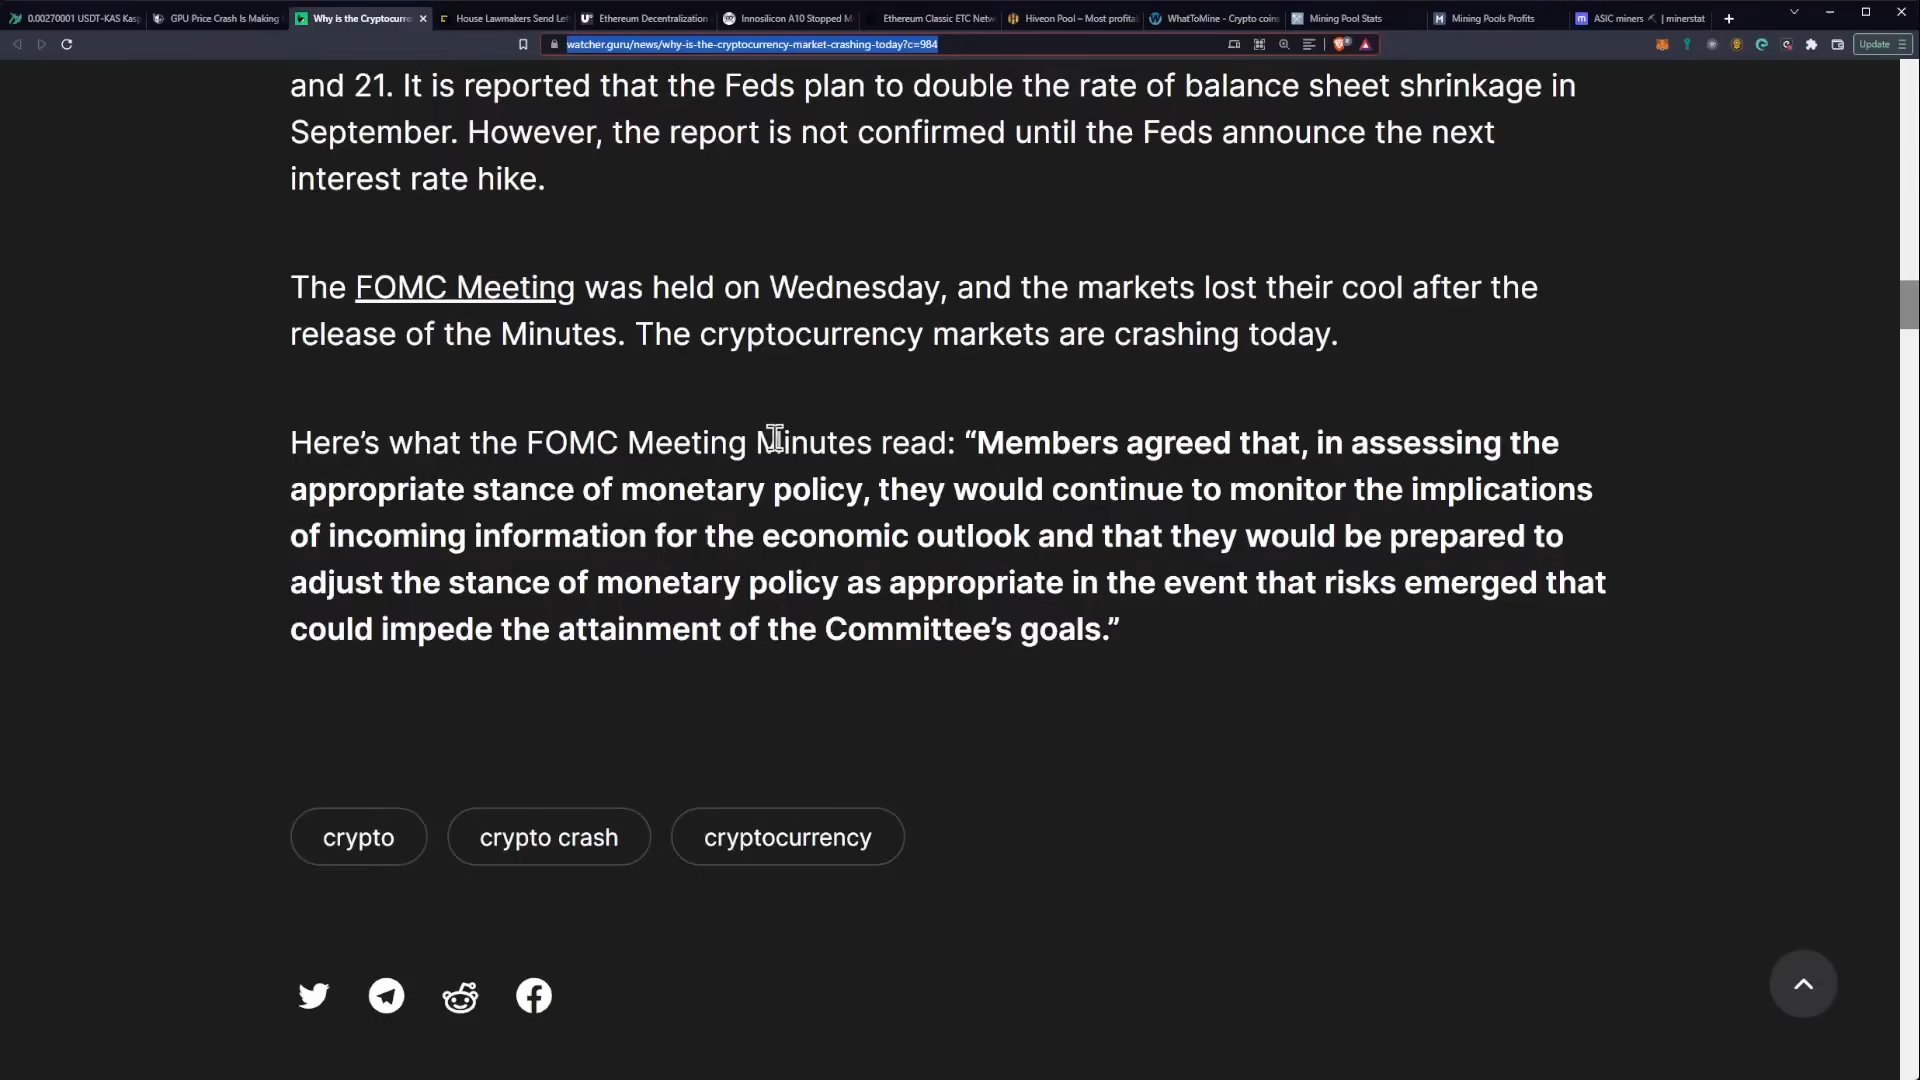 0.00270001 USDT-KAS Kasp
GPU Price Crash Is Making
Why is the Cryptocurre
House Lawmakers Send Let
Ethereum Decentralization
Innosilicon A10 Stopped M
Ethereum Classic ETC Netw
Hiveon Pool – Most profita
WhatToMine - Crypto coin
Mining Pool Stats
Mining Pools Profits
ASIC miners ⛏ | minerstat
watcher.guru/news/why-is-the-cryptocurrency-market-crashing-today?c=984
Update
and 21. It is reported that the Feds plan to double the rate of balance sheet shrinkage in
September. However, the report is not confirmed until the Feds announce the next
interest rate hike.
The FOMC Meeting was held on Wednesday, and the markets lost their cool after the
release of the Minutes. The cryptocurrency markets are crashing today.
Here’s what the FOMC Meeting Minutes read: “Members agreed that, in assessing the
appropriate stance of monetary policy, they would continue to monitor the implications
of incoming information for the economic outlook and that they would be prepared to
adjust the stance of monetary policy as appropriate in the event that risks emerged that
could impede the attainment of the Committee’s goals.”
crypto
crypto crash
cryptocurrency